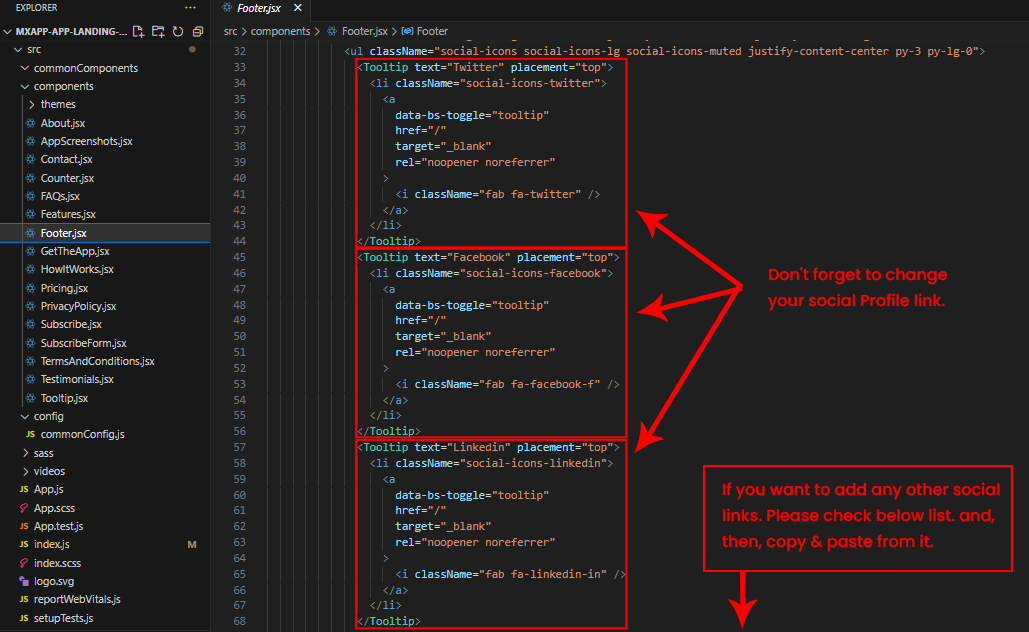 EXPLORER
MXAPP-APP-LANDING-...
src
commonComponents
components
themes
About.jsx
AppScreenshots.jsx
Contact.jsx
Counter.jsx
FAQs.jsx
Features.jsx
Footer.jsx
GetTheApp.jsx
HowItWorks.jsx
Pricing.jsx
PrivacyPolicy.jsx
Subscribe.jsx
SubscribeForm.jsx
TermsAndConditions.jsx
Testimonials.jsx
Tooltip.jsx
config
JS commonConfig.js
sass
videos
JS App.js
App.scss
JS App.test.js
JS index.js M
index.scss
logo.svg
JS reportWebVitals.js
JS setupTests.js
Footer.jsx
src > components > Footer.jsx > Footer
32 <ul className="social-icons social-icons-lg social-icons-muted justify-content-center py-3 py-lg-0">
33 <Tooltip text="Twitter" placement="top">
34 <li className="social-icons-twitter">
35 <a
36 data-bs-toggle="tooltip"
37 href="/"
38 target="_blank"
39 rel="noopener noreferrer"
40 >
41 <i className="fab fa-twitter" />
42 </a>
43 </li>
44 </Tooltip>
45 <Tooltip text="Facebook" placement="top">
46 <li className="social-icons-facebook">
47 <a
48 data-bs-toggle="tooltip"
49 href="/"
50 target="_blank"
51 rel="noopener noreferrer"
52 >
53 <i className="fab fa-facebook-f" />
54 </a>
55 </li>
56 </Tooltip>
57 <Tooltip text="Linkedin" placement="top">
58 <li className="social-icons-linkedin">
59 <a
60 data-bs-toggle="tooltip"
61 href="/"
62 target="_blank"
63 rel="noopener noreferrer"
64 >
65 <i className="fab fa-linkedin-in" />
66 </a>
67 </li>
68 </Tooltip>
Don't forget to change
your social Profile link.
If you want to add any other social
links. Please check below list. and,
then, copy & paste from it.